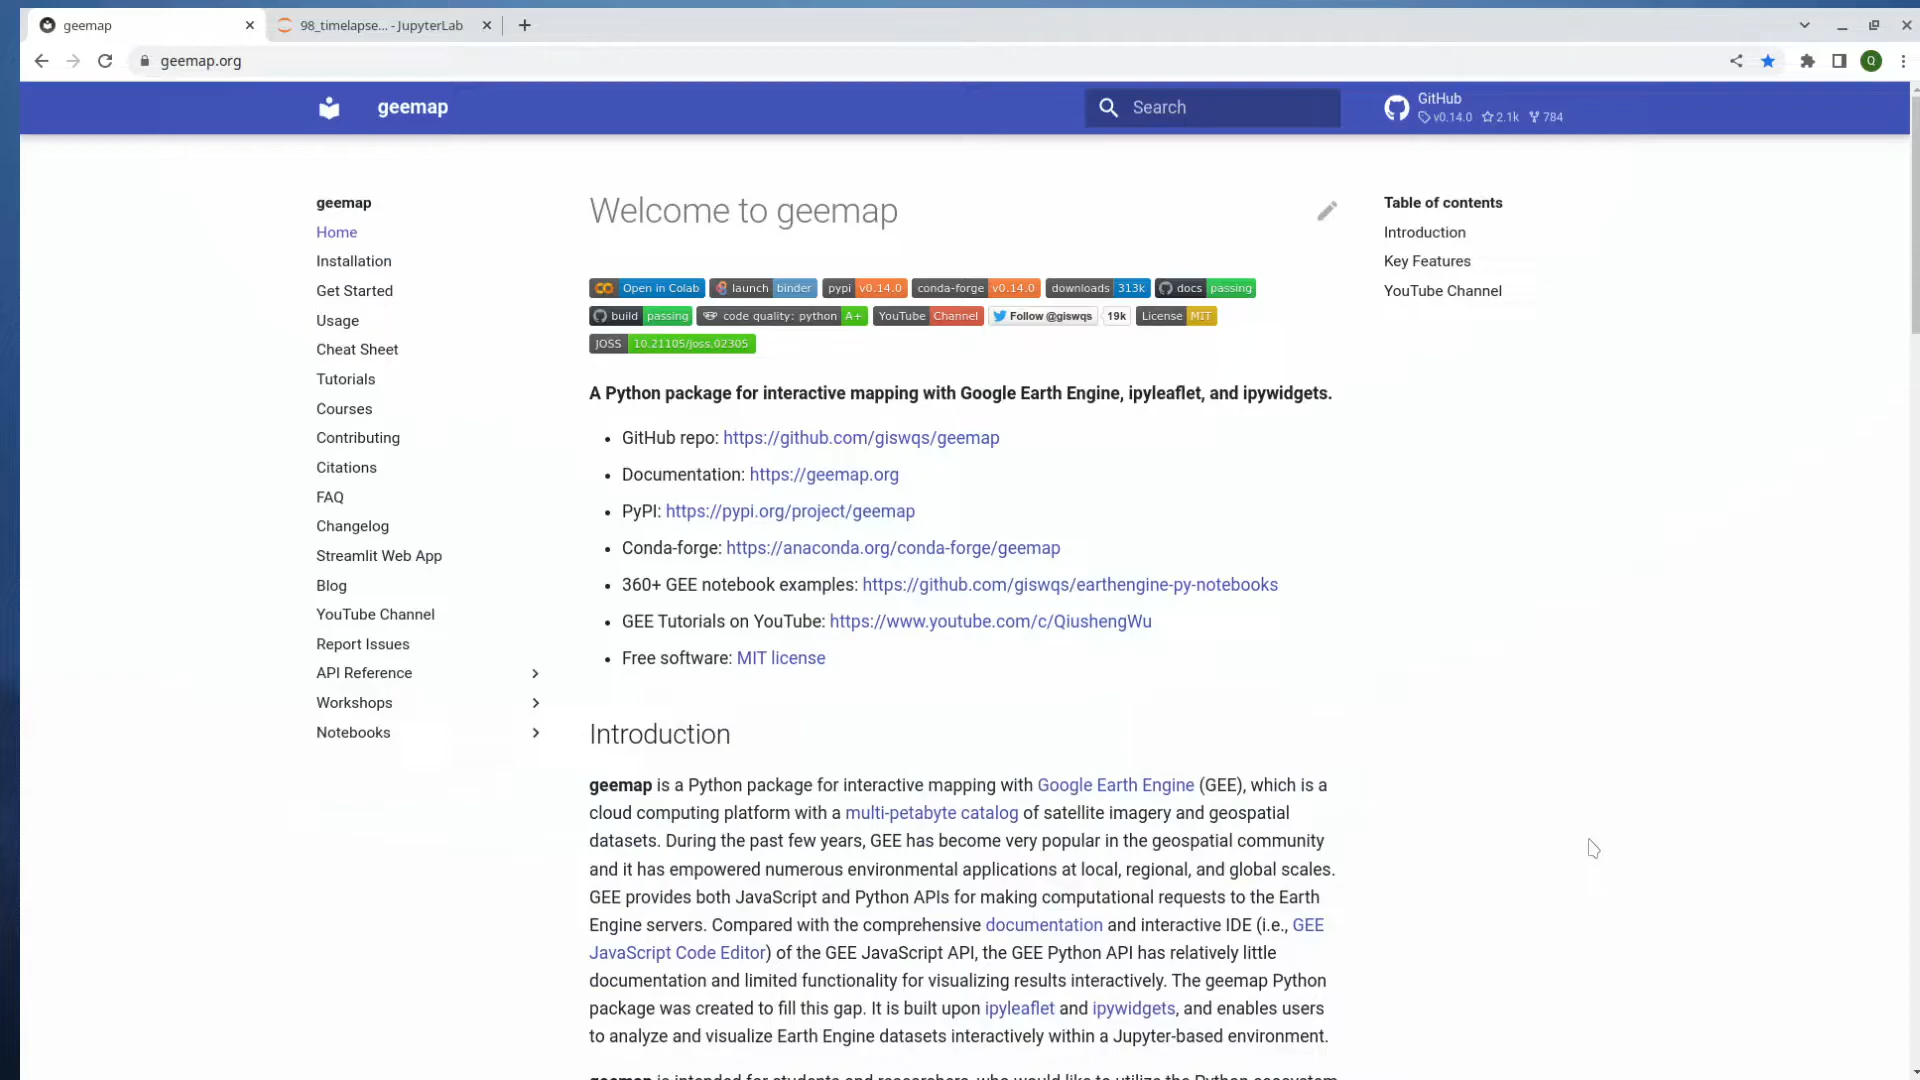 geemap
98_timelapse... - JupyterLab
geemap.org
Q
geemap
Search
GitHub
v0.14.0 2.1k 784
geemap
Home
Installation
Get Started
Usage
Cheat Sheet
Tutorials
Courses
Contributing
Citations
FAQ
Changelog
Streamlit Web App
Blog
YouTube Channel
Report Issues
API Reference
Workshops
Notebooks
Welcome to geemap
Open in Colab launch binder pypi v0.14.0 conda-forge v0.14.0 downloads 313k docs passing
build passing code quality: python A+ YouTube Channel Follow @giswqs 19k License MIT
JOSS 10.21105/joss.02305
A Python package for interactive mapping with Google Earth Engine, ipyleaflet, and ipywidgets.
• GitHub repo: https://github.com/giswqs/geemap
• Documentation: https://geemap.org
• PyPI: https://pypi.org/project/geemap
• Conda-forge: https://anaconda.org/conda-forge/geemap
• 360+ GEE notebook examples: https://github.com/giswqs/earthengine-py-notebooks
• GEE Tutorials on YouTube: https://www.youtube.com/c/QiushengWu
• Free software: MIT license
Introduction
geemap is a Python package for interactive mapping with Google Earth Engine (GEE), which is a
cloud computing platform with a multi-petabyte catalog of satellite imagery and geospatial
datasets. During the past few years, GEE has become very popular in the geospatial community
and it has empowered numerous environmental applications at local, regional, and global scales.
GEE provides both JavaScript and Python APIs for making computational requests to the Earth
Engine servers. Compared with the comprehensive documentation and interactive IDE (i.e., GEE
JavaScript Code Editor) of the GEE JavaScript API, the GEE Python API has relatively little
documentation and limited functionality for visualizing results interactively. The geemap Python
package was created to fill this gap. It is built upon ipyleaflet and ipywidgets, and enables users
to analyze and visualize Earth Engine datasets interactively within a Jupyter-based environment.
geemap is intended for students and researchers, who would like to utilize the Python ecosystem
Table of contents
Introduction
Key Features
YouTube Channel